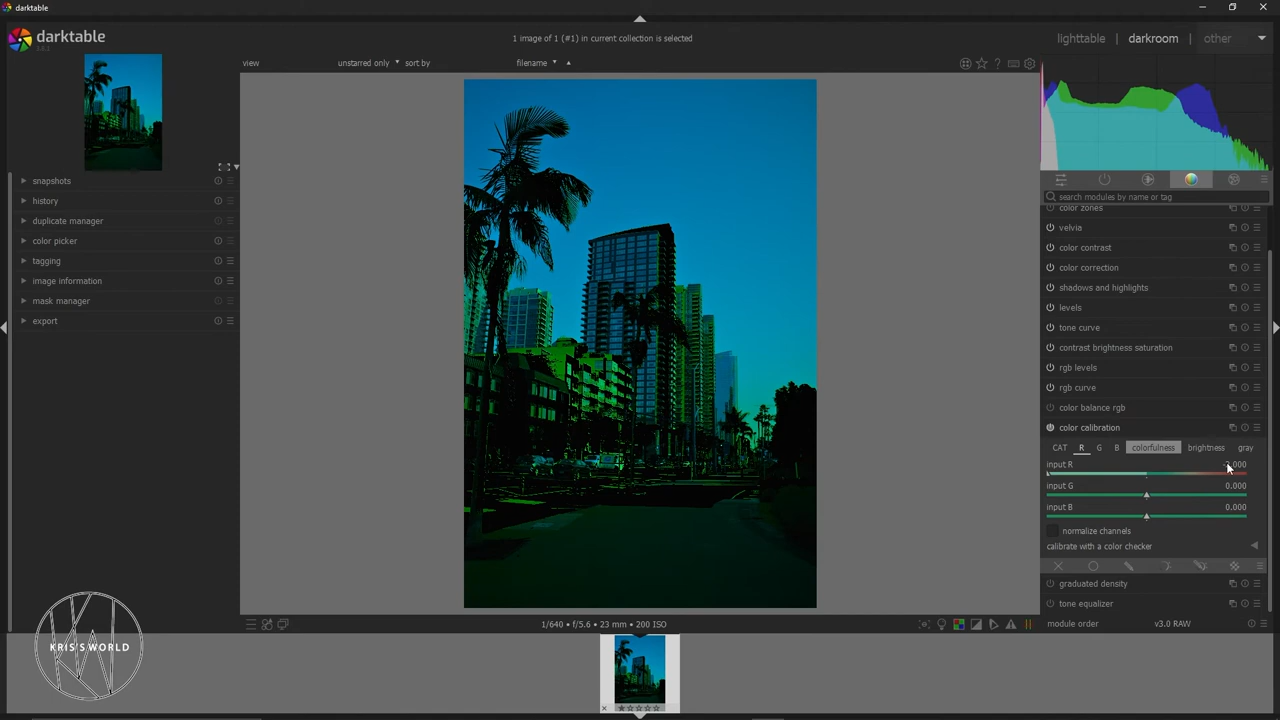 darktable
darktable
3.8.1
1 image of 1 (#1) in current collection is selected
lighttable | darkroom | other
view
unstarred only
sort by
filename
search modules by name or tag
snapshots
history
duplicate manager
color picker
tagging
image information
mask manager
export
color zones
velvia
color contrast
color correction
shadows and highlights
levels
tone curve
contrast brightness saturation
rgb levels
rgb curve
color balance rgb
color calibration
CAT R G B colorfulness brightness gray
input R
input G 0.000
input B 0.000
normalize channels
calibrate with a color checker
graduated density
tone equalizer
module order v3.0 RAW
1/640 • f/5.6 • 23 mm • 200 ISO
KRIS'S WORLD